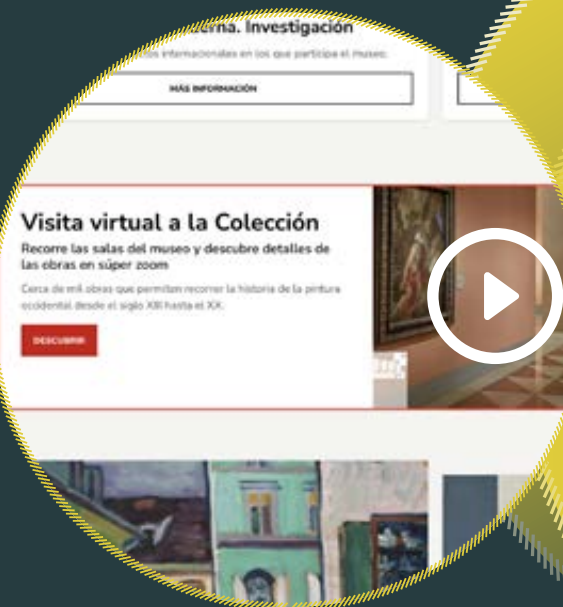 erna. Investigación
os internacionales en los que participa el museo.
MÁS INFORMACIÓN
Visita virtual a la Colección
Recorre las salas del museo y descubre detalles de
las obras en súper zoom
Cerca de mil obras que permiten recorrer la historia de la pintura
occidental desde el siglo XIII hasta el XX.
DESCUBRIR